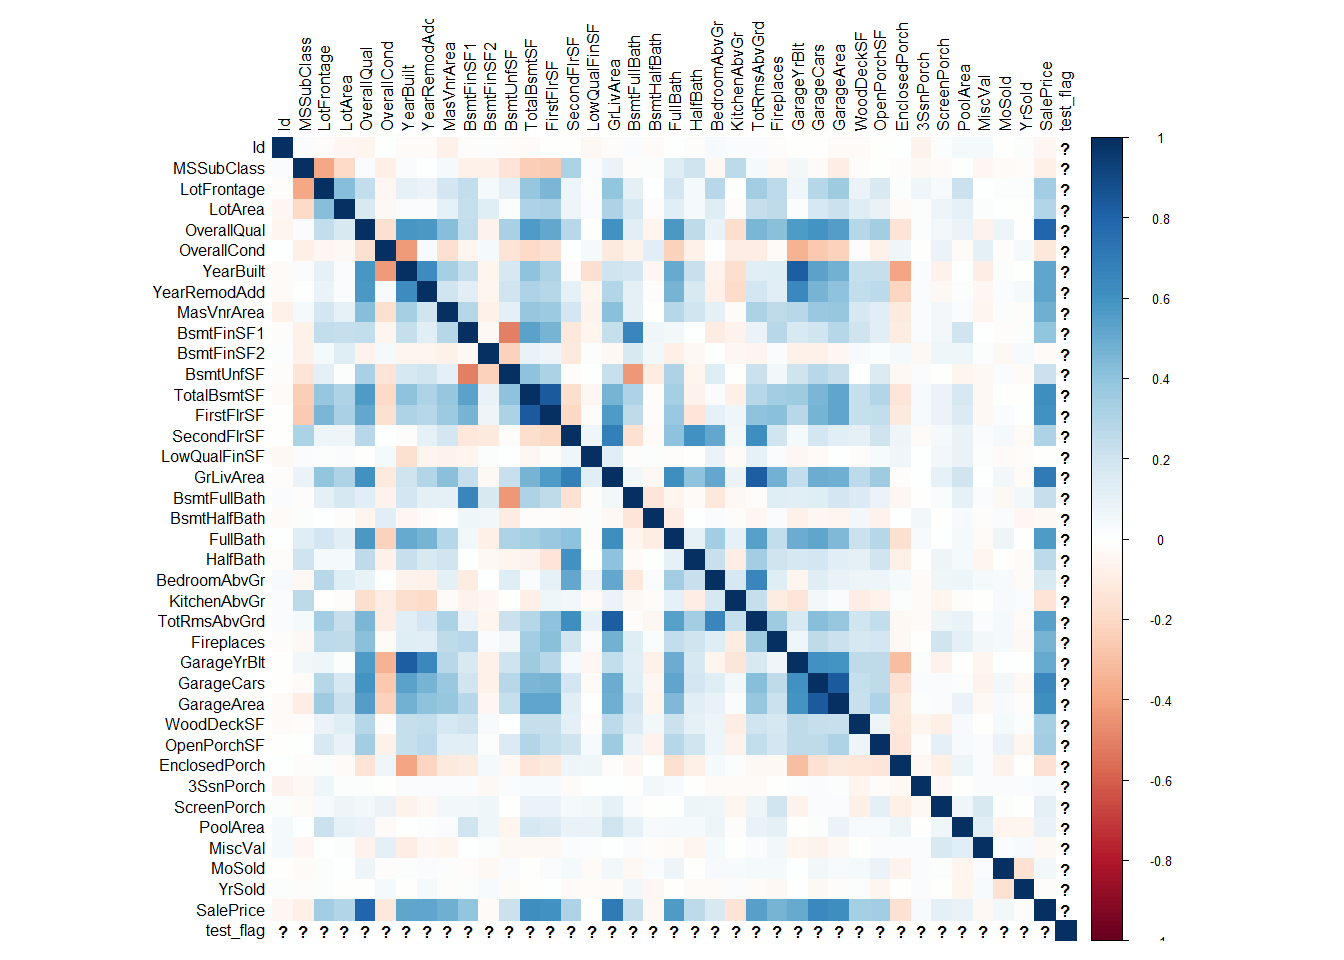 Id
MSSubClass
LotFrontage
LotArea
OverallQual
OverallCond
YearBuilt
YearRemodAdd
MasVnrArea
BsmtFinSF1
BsmtFinSF2
BsmtUnfSF
TotalBsmtSF
FirstFlrSF
SecondFlrSF
LowQualFinSF
GrLivArea
BsmtFullBath
BsmtHalfBath
FullBath
HalfBath
BedroomAbvGr
KitchenAbvGr
TotRmsAbvGrd
Fireplaces
GarageYrBlt
GarageCars
GarageArea
WoodDeckSF
OpenPorchSF
EnclosedPorch
3SsnPorch
ScreenPorch
PoolArea
MiscVal
MoSold
YrSold
SalePrice
test_flag
Id ?
MSSubClass ?
LotFrontage ?
LotArea ?
OverallQual ?
OverallCond ?
YearBuilt ?
YearRemodAdd ?
MasVnrArea ?
BsmtFinSF1 ?
BsmtFinSF2 ?
BsmtUnfSF ?
TotalBsmtSF ?
FirstFlrSF ?
SecondFlrSF ?
LowQualFinSF ?
GrLivArea ?
BsmtFullBath ?
BsmtHalfBath ?
FullBath ?
HalfBath ?
BedroomAbvGr ?
KitchenAbvGr ?
TotRmsAbvGrd ?
Fireplaces ?
GarageYrBlt ?
GarageCars ?
GarageArea ?
WoodDeckSF ?
OpenPorchSF ?
EnclosedPorch ?
3SsnPorch ?
ScreenPorch ?
PoolArea ?
MiscVal ?
MoSold ?
YrSold ?
SalePrice ?
test_flag ? ? ? ? ? ? ? ? ? ? ? ? ? ? ? ? ? ? ? ? ? ? ? ? ? ? ? ? ? ? ? ? ? ? ? ? ? ?
1
0.8
0.6
0.4
0.2
0
-0.2
-0.4
-0.6
-0.8
-1